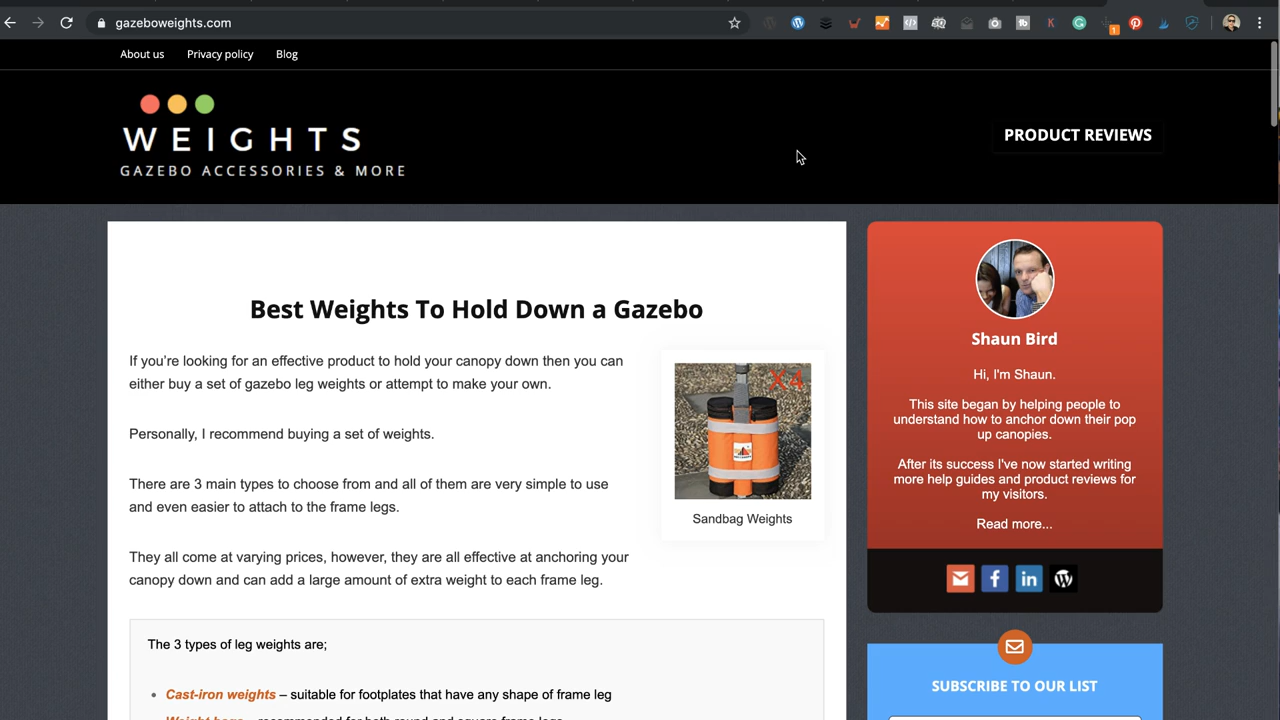 gazeboweights.com
1
About us
Privacy policy
Blog
WEIGHTS
GAZEBO ACCESSORIES & MORE
PRODUCT REVIEWS
Best Weights To Hold Down a Gazebo
If you're looking for an effective product to hold your canopy down then you can
either buy a set of gazebo leg weights or attempt to make your own.
Personally, I recommend buying a set of weights.
There are 3 main types to choose from and all of them are very simple to use
and even easier to attach to the frame legs.
They all come at varying prices, however, they are all effective at anchoring your
canopy down and can add a large amount of extra weight to each frame leg.
X4
Sandbag Weights
The 3 types of leg weights are;
Cast-iron weights – suitable for footplates that have any shape of frame leg
Weight bags – recommended for both round and square frame legs
Shaun Bird
Hi, I'm Shaun.
This site began by helping people to
understand how to anchor down their pop
up canopies.
After its success I've now started writing
more help guides and product reviews for
my visitors.
Read more...
SUBSCRIBE TO OUR LIST